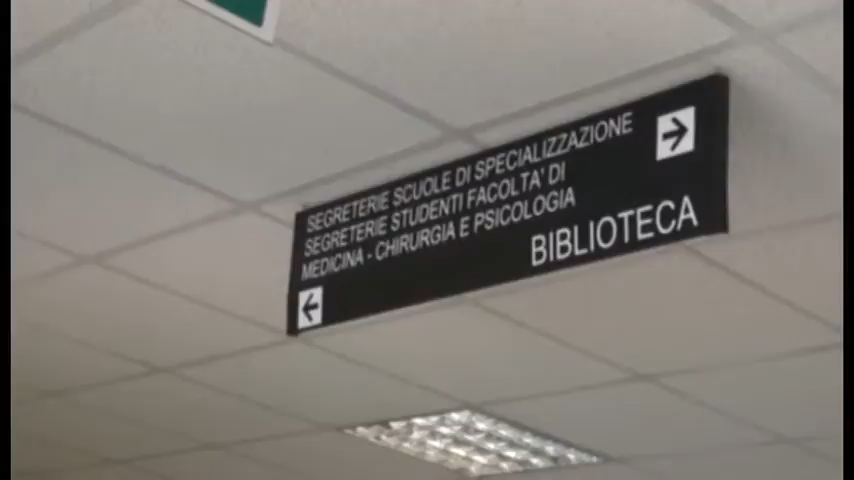 SEGRETERIE SCUOLE DI SPECIALIZZAZIONE
SEGRETERIE STUDENTI FACOLTA' DI
MEDICINA - CHIRURGIA E PSICOLOGIA
BIBLIOTECA